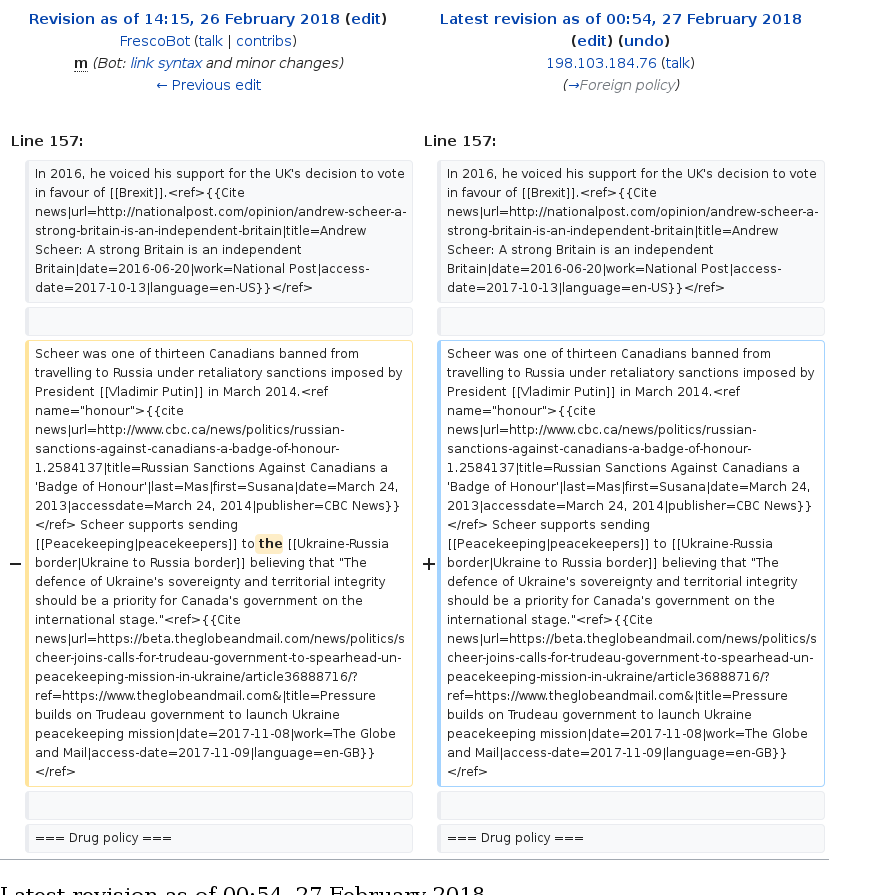 Revision as of 14:15, 26 February 2018 (edit)
FrescoBot (talk | contribs)
m (Bot: link syntax and minor changes)
← Previous edit
Latest revision as of 00:54, 27 February 2018
(edit) (undo)
198.103.184.76 (talk)
(→Foreign policy)
Line 157:
Line 157:
In 2016, he voiced his support for the UK's decision to vote
in favour of [[Brexit]].<ref>{{Cite
news|url=http://nationalpost.com/opinion/andrew-scheer-a-
strong-britain-is-an-independent-britain|title=Andrew
Scheer: A strong Britain is an independent
Britain|date=2016-06-20|work=National Post|access-
date=2017-10-13|language=en-US}}</ref>
In 2016, he voiced his support for the UK's decision to vote
in favour of [[Brexit]].<ref>{{Cite
news|url=http://nationalpost.com/opinion/andrew-scheer-a-
strong-britain-is-an-independent-britain|title=Andrew
Scheer: A strong Britain is an independent
Britain|date=2016-06-20|work=National Post|access-
date=2017-10-13|language=en-US}}</ref>
−
Scheer was one of thirteen Canadians banned from
travelling to Russia under retaliatory sanctions imposed by
President [[Vladimir Putin]] in March 2014.<ref
name="honour">{{cite
news|url=http://www.cbc.ca/news/politics/russian-
sanctions-against-canadians-a-badge-of-honour-
1.2584137|title=Russian Sanctions Against Canadians a
'Badge of Honour'|last=Mas|first=Susana|date=March 24,
2013|accessdate=March 24, 2014|publisher=CBC News}}
</ref> Scheer supports sending
[[Peacekeeping|peacekeepers]] to the [[Ukraine-Russia
border|Ukraine to Russia border]] believing that "The
defence of Ukraine's sovereignty and territorial integrity
should be a priority for Canada's government on the
international stage."<ref>{{Cite
news|url=https://beta.theglobeandmail.com/news/politics/s
cheer-joins-calls-for-trudeau-government-to-spearhead-un-
peacekeeping-mission-in-ukraine/article36888716/?
ref=https://www.theglobeandmail.com&|title=Pressure
builds on Trudeau government to launch Ukraine
peacekeeping mission|date=2017-11-08|work=The Globe
and Mail|access-date=2017-11-09|language=en-GB}}
</ref>
+
Scheer was one of thirteen Canadians banned from
travelling to Russia under retaliatory sanctions imposed by
President [[Vladimir Putin]] in March 2014.<ref
name="honour">{{cite
news|url=http://www.cbc.ca/news/politics/russian-
sanctions-against-canadians-a-badge-of-honour-
1.2584137|title=Russian Sanctions Against Canadians a
'Badge of Honour'|last=Mas|first=Susana|date=March 24,
2013|accessdate=March 24, 2014|publisher=CBC News}}
</ref> Scheer supports sending
[[Peacekeeping|peacekeepers]] to [[Ukraine-Russia
border|Ukraine to Russia border]] believing that "The
defence of Ukraine's sovereignty and territorial integrity
should be a priority for Canada's government on the
international stage."<ref>{{Cite
news|url=https://beta.theglobeandmail.com/news/politics/s
cheer-joins-calls-for-trudeau-government-to-spearhead-un-
peacekeeping-mission-in-ukraine/article36888716/?
ref=https://www.theglobeandmail.com&|title=Pressure
builds on Trudeau government to launch Ukraine
peacekeeping mission|date=2017-11-08|work=The Globe
and Mail|access-date=2017-11-09|language=en-GB}}
</ref>
=== Drug policy ===
=== Drug policy ===
Latest revision as of 00:54, 27 February 2018